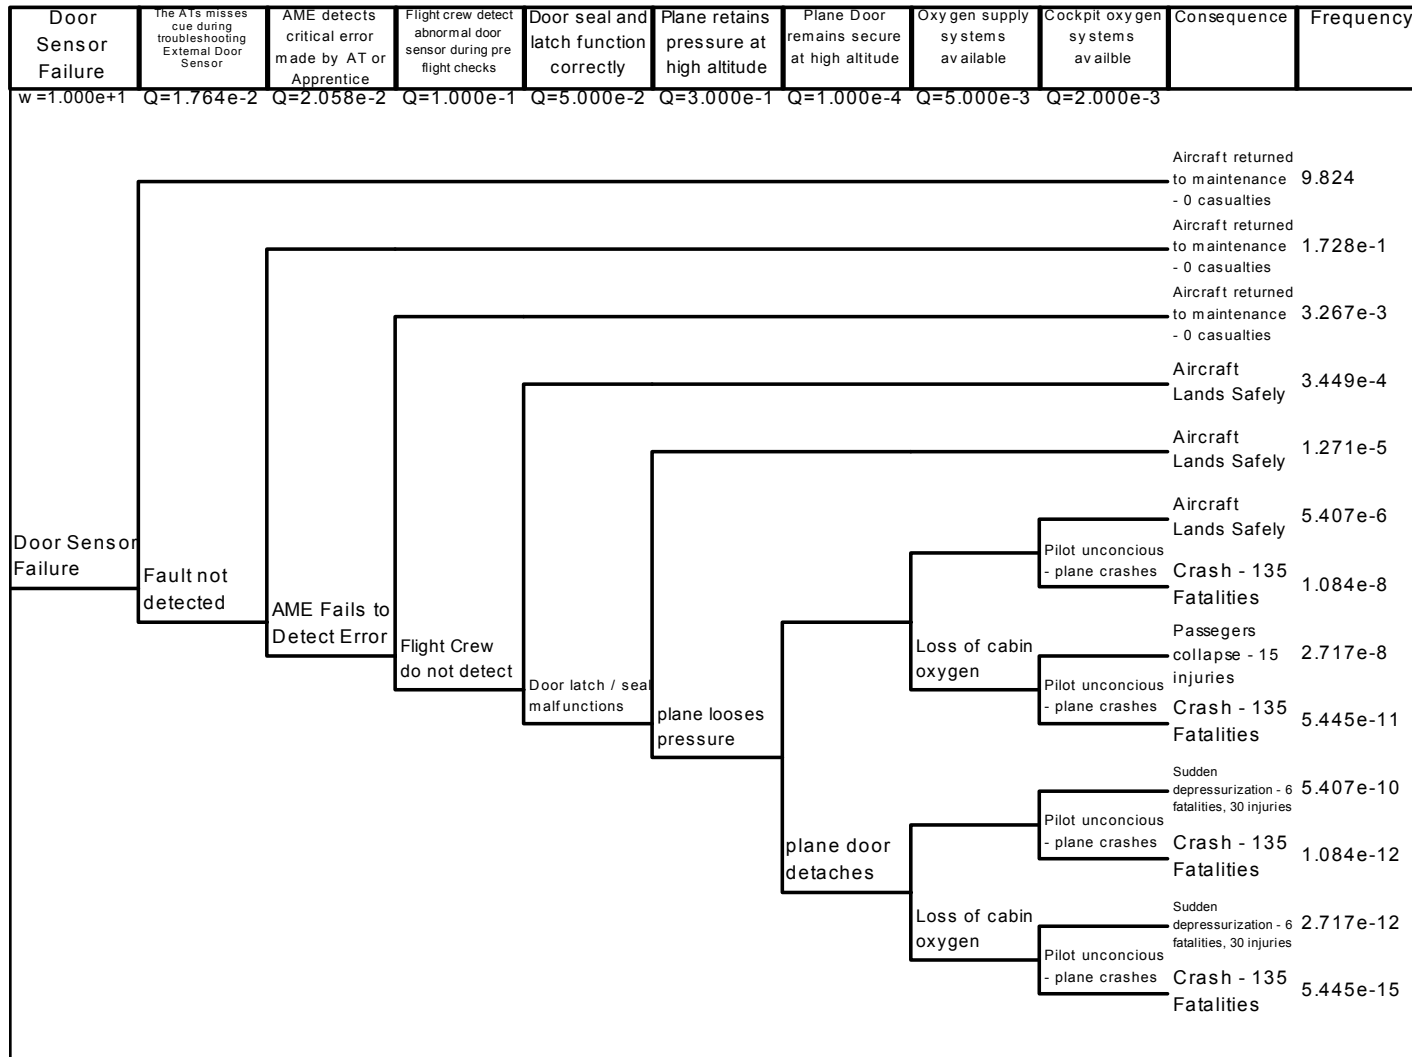 Door
Sensor
Failure
The ATs misses
cue during
troubleshooting
External Door
Sensor
AME detects
critical error
made by AT or
Apprentice
Flight crew detect
abnormal door
sensor during pre
flight checks
Door seal and
latch function
correctly
Plane retains
pressure at
high altitude
Plane Door
remains secure
at high altitude
Oxygen supply
systems
available
Cockpit oxygen
systems
availble
Consequence
Frequency
w=1.000e+1
Q=1.764e-2
Q=2.058e-2
Q=1.000e-1
Q=5.000e-2
Q=3.000e-1
Q=1.000e-4
Q=5.000e-3
Q=2.000e-3
Aircraft returned
to maintenance
- 0 casualties
9.824
Aircraft returned
to maintenance
- 0 casualties
1.728e-1
Aircraft returned
to maintenance
- 0 casualties
3.267e-3
Aircraft
Lands Safely
3.449e-4
Aircraft
Lands Safely
1.271e-5
Aircraft
Lands Safely
5.407e-6
Door Sensor
Failure
Fault not
detected
AME Fails to
Detect Error
Flight Crew
do not detect
Door latch / seal
malfunctions
plane looses
pressure
Pilot unconcious
- plane crashes
Crash - 135
Fatalities
1.084e-8
Loss of cabin
oxygen
Passegers
collapse - 15
injuries
2.717e-8
Pilot unconcious
- plane crashes
Crash - 135
Fatalities
5.445e-11
plane door
detaches
Sudden
depressurization - 6
fatalities, 30 injuries
5.407e-10
Pilot unconcious
- plane crashes
Crash - 135
Fatalities
1.084e-12
Loss of cabin
oxygen
Sudden
depressurization - 6
fatalities, 30 injuries
2.717e-12
Pilot unconcious
- plane crashes
Crash - 135
Fatalities
5.445e-15